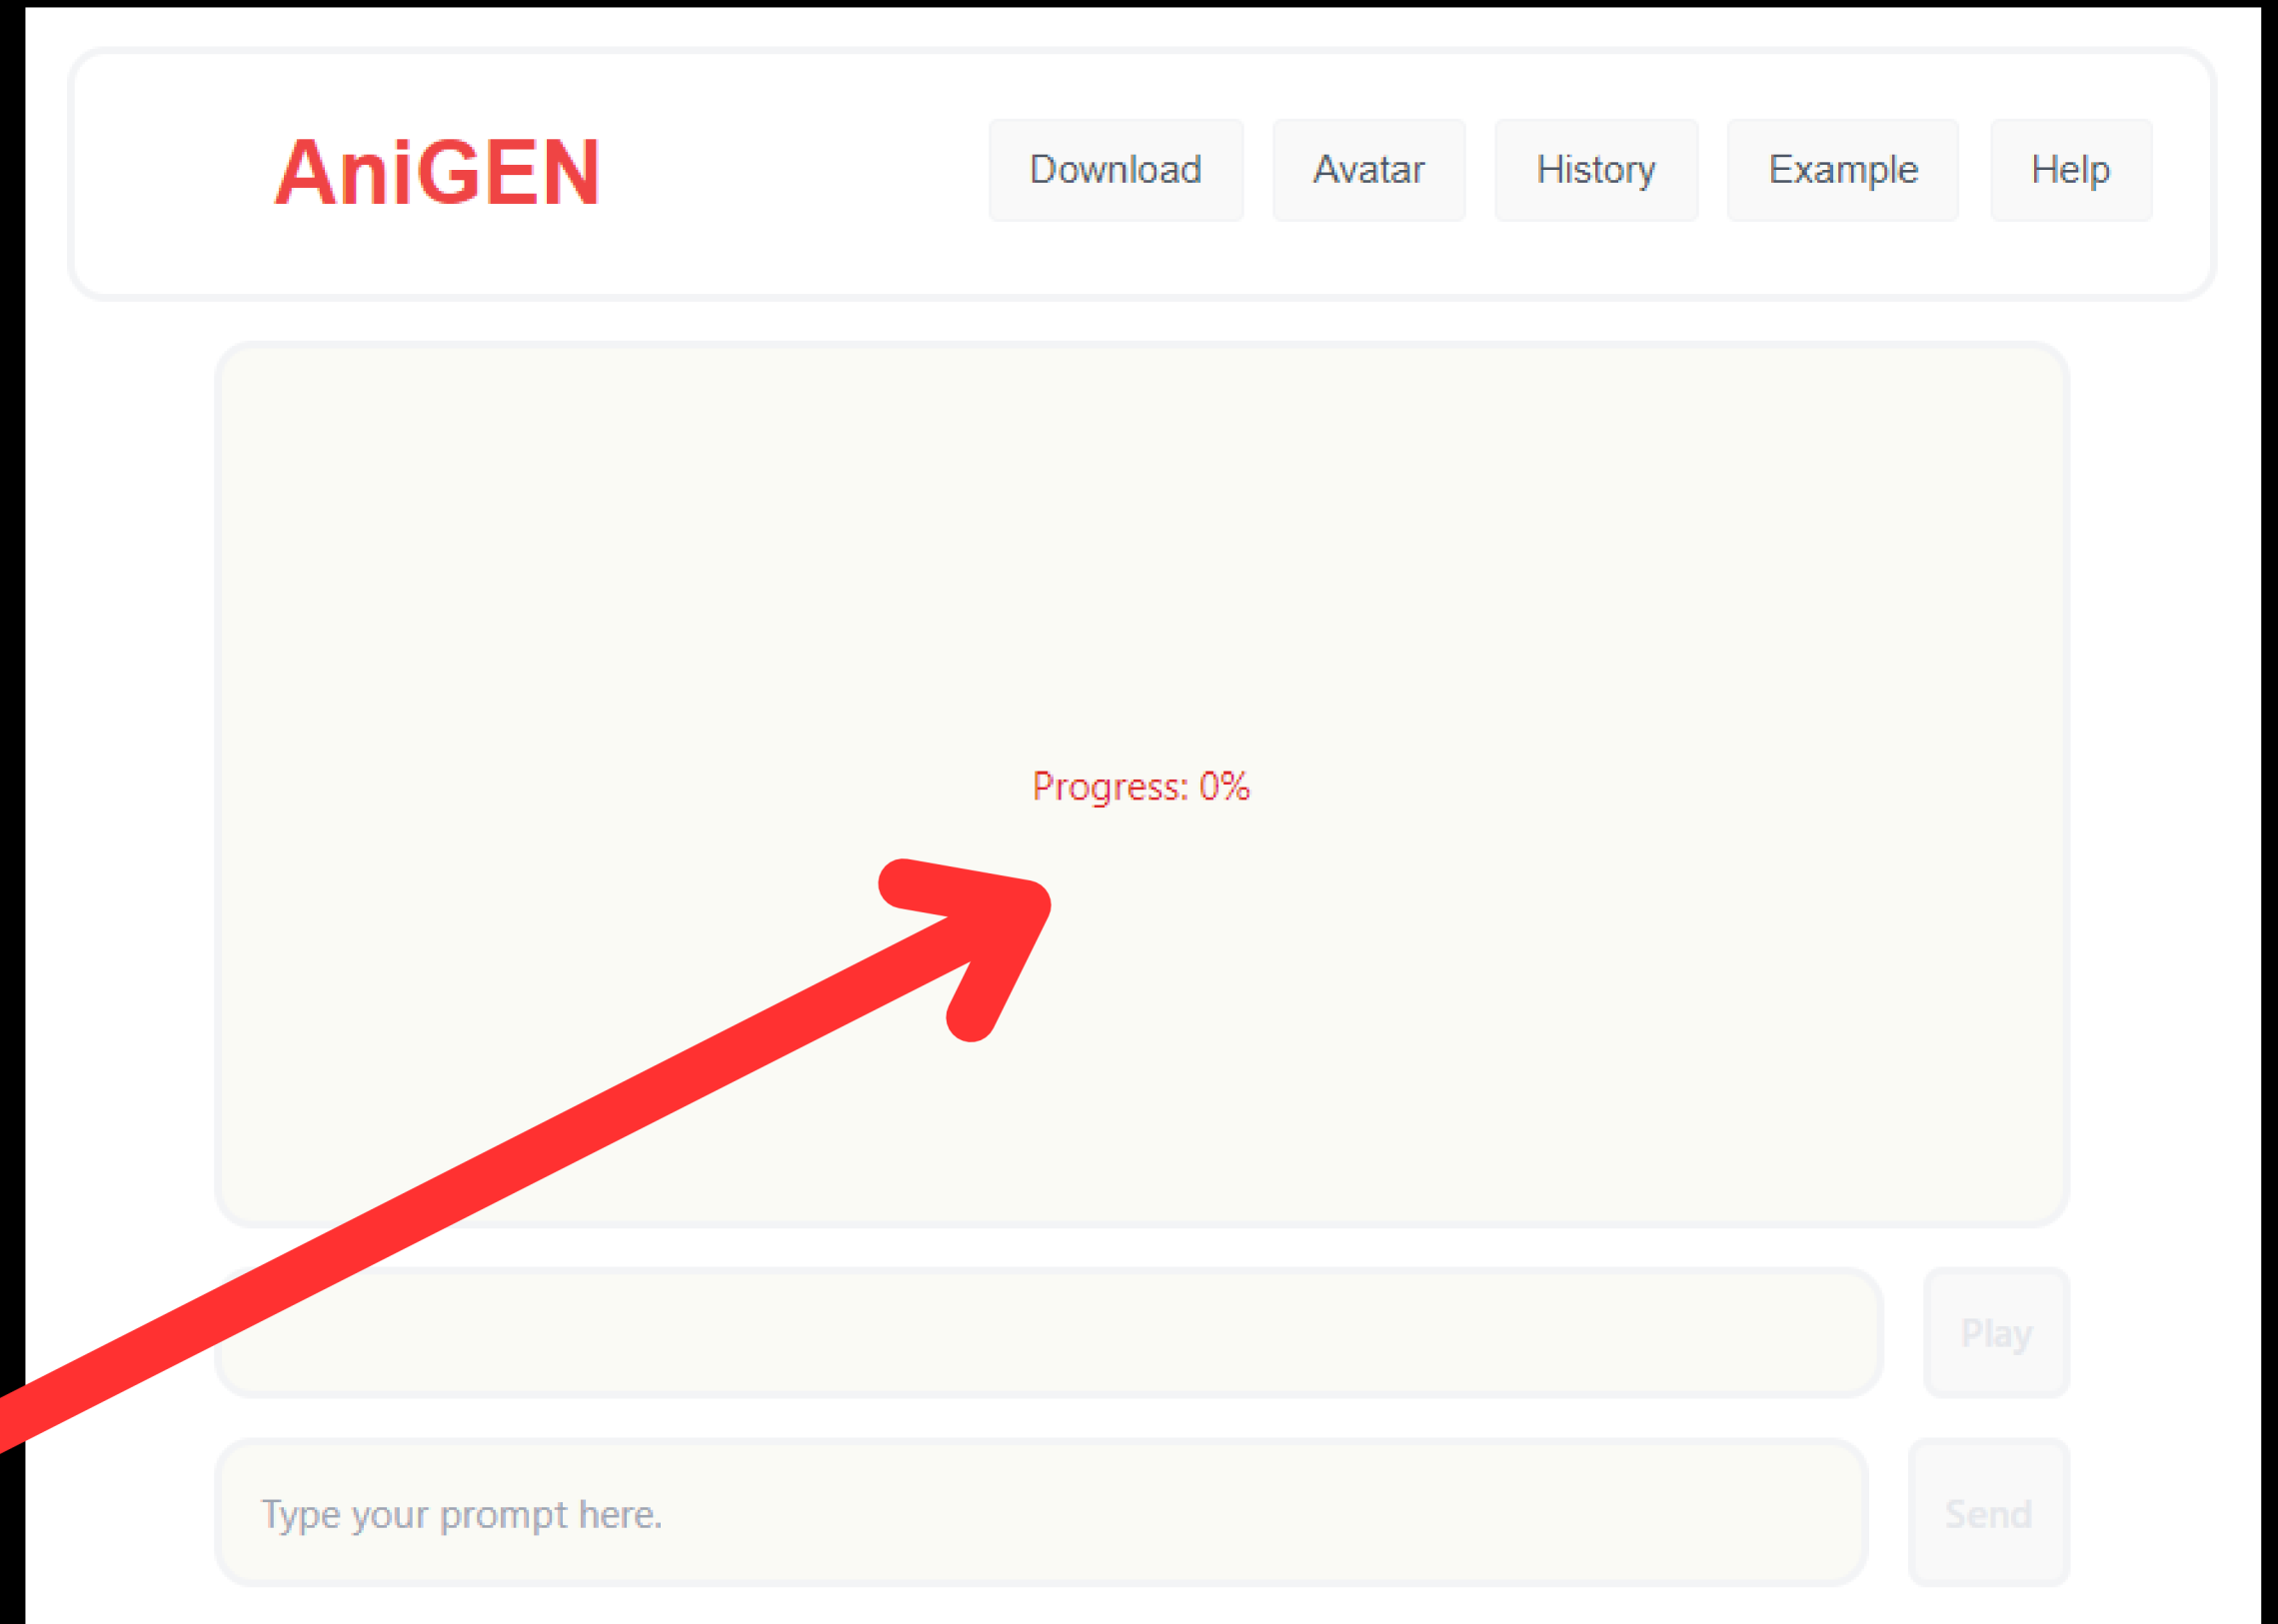 AniGEN
Download
Avatar
History
Example
Help
Progress: 0%
Play
Type your prompt here.
Send